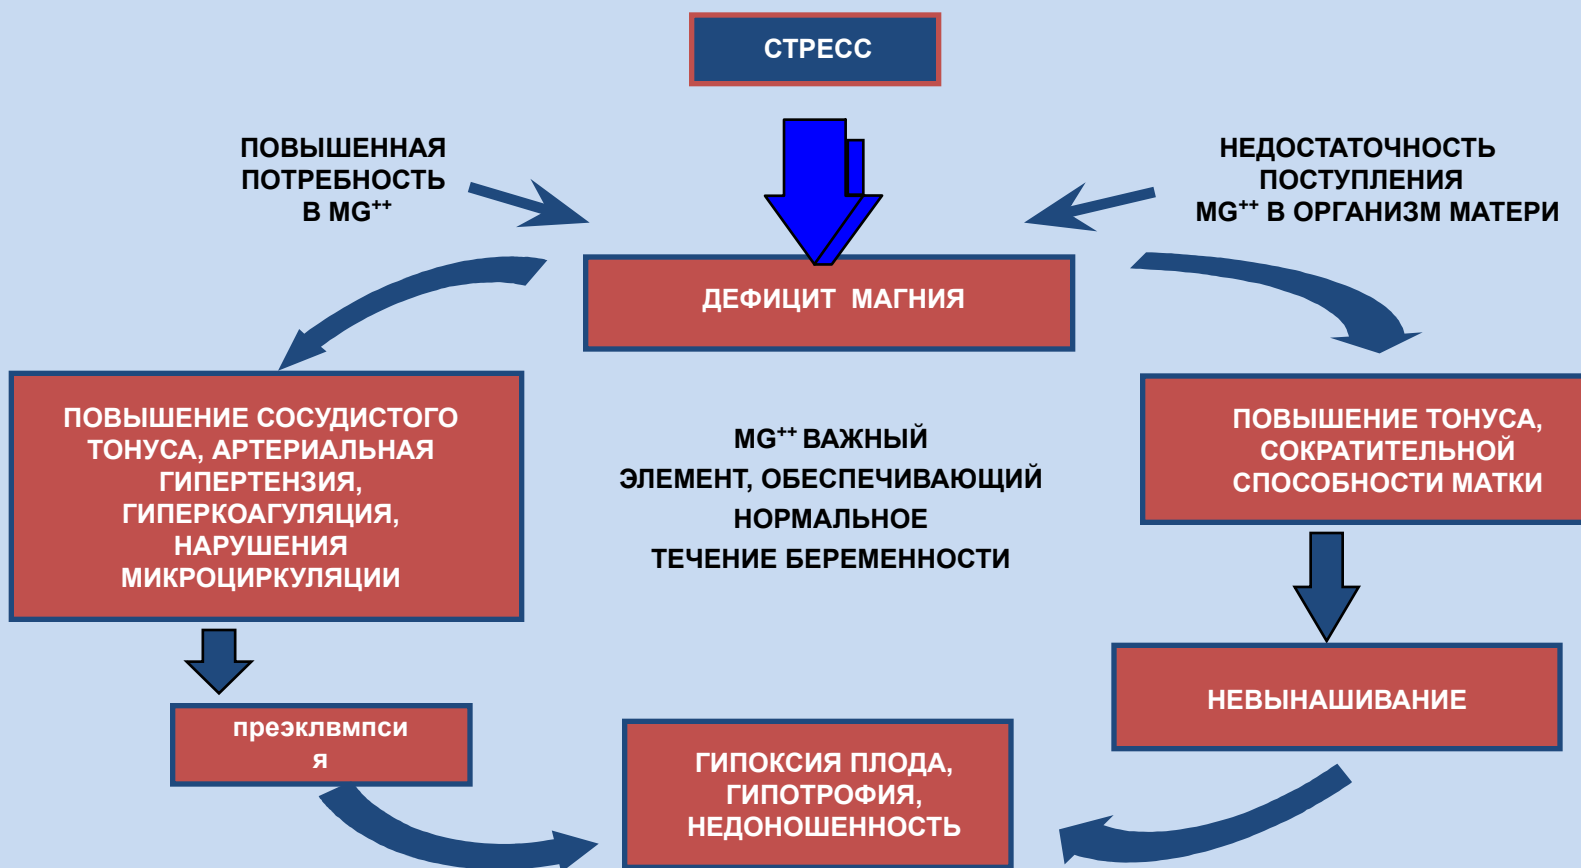 СТРЕСС
ПОВЫШЕННАЯ
ПОТРЕБНОСТЬ
В MG⁺⁺
НЕДОСТАТОЧНОСТЬ
ПОСТУПЛЕНИЯ
MG⁺⁺ В ОРГАНИЗМ МАТЕРИ
ДЕФИЦИТ МАГНИЯ
ПОВЫШЕНИЕ СОСУДИСТОГО
ТОНУСА, АРТЕРИАЛЬНАЯ
ГИПЕРТЕНЗИЯ,
ГИПЕРКОАГУЛЯЦИЯ,
НАРУШЕНИЯ
МИКРОЦИРКУЛЯЦИИ
MG⁺⁺ ВАЖНЫЙ
ЭЛЕМЕНТ, ОБЕСПЕЧИВАЮЩИЙ
НОРМАЛЬНОЕ
ТЕЧЕНИЕ БЕРЕМЕННОСТИ
ПОВЫШЕНИЕ ТОНУСА,
СОКРАТИТЕЛЬНОЙ
СПОСОБНОСТИ МАТКИ
преэклвмпси
я
НЕВЫНАШИВАНИЕ
ГИПОКСИЯ ПЛОДА,
ГИПОТРОФИЯ,
НЕДОНОШЕННОСТЬ